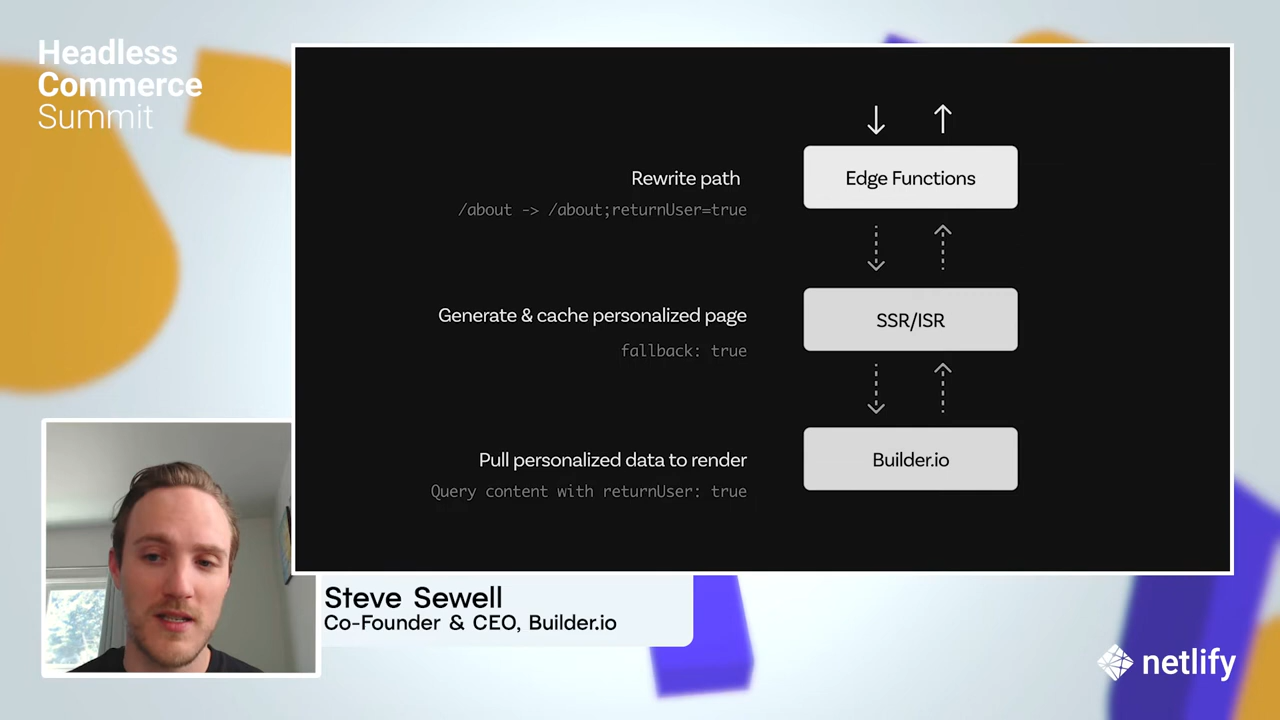 Headless
Commerce
Summit
Rewrite path
/about -> /about;returnUser=true
Edge Functions
Generate & cache personalized page
fallback: true
SSR/ISR
Pull personalized data to render
Query content with returnUser: true
Builder.io
Steve Sewell
Co-Founder & CEO, Builder.io
netlify